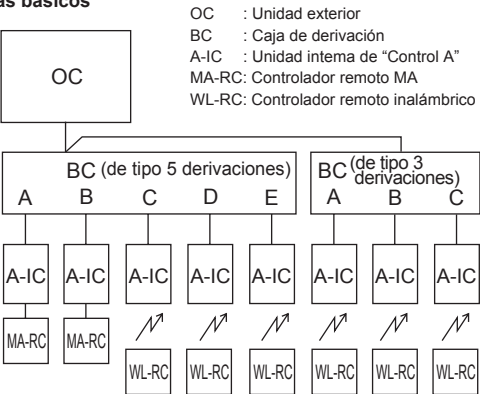 as básicos
OC : Unidad exterior
BC : Caja de derivación
A-IC : Unidad interna de “Control A”
MA-RC: Controlador remoto MA
WL-RC: Controlador remoto inalámbrico
OC
BC (de tipo 5 derivaciones)
A B C D E
BC (de tipo 3
derivaciones)
A B C
A-IC A-IC A-IC A-IC A-IC A-IC A-IC A-IC
MA-RC MA-RC
WL-RC WL-RC WL-RC WL-RC WL-RC WL-RC